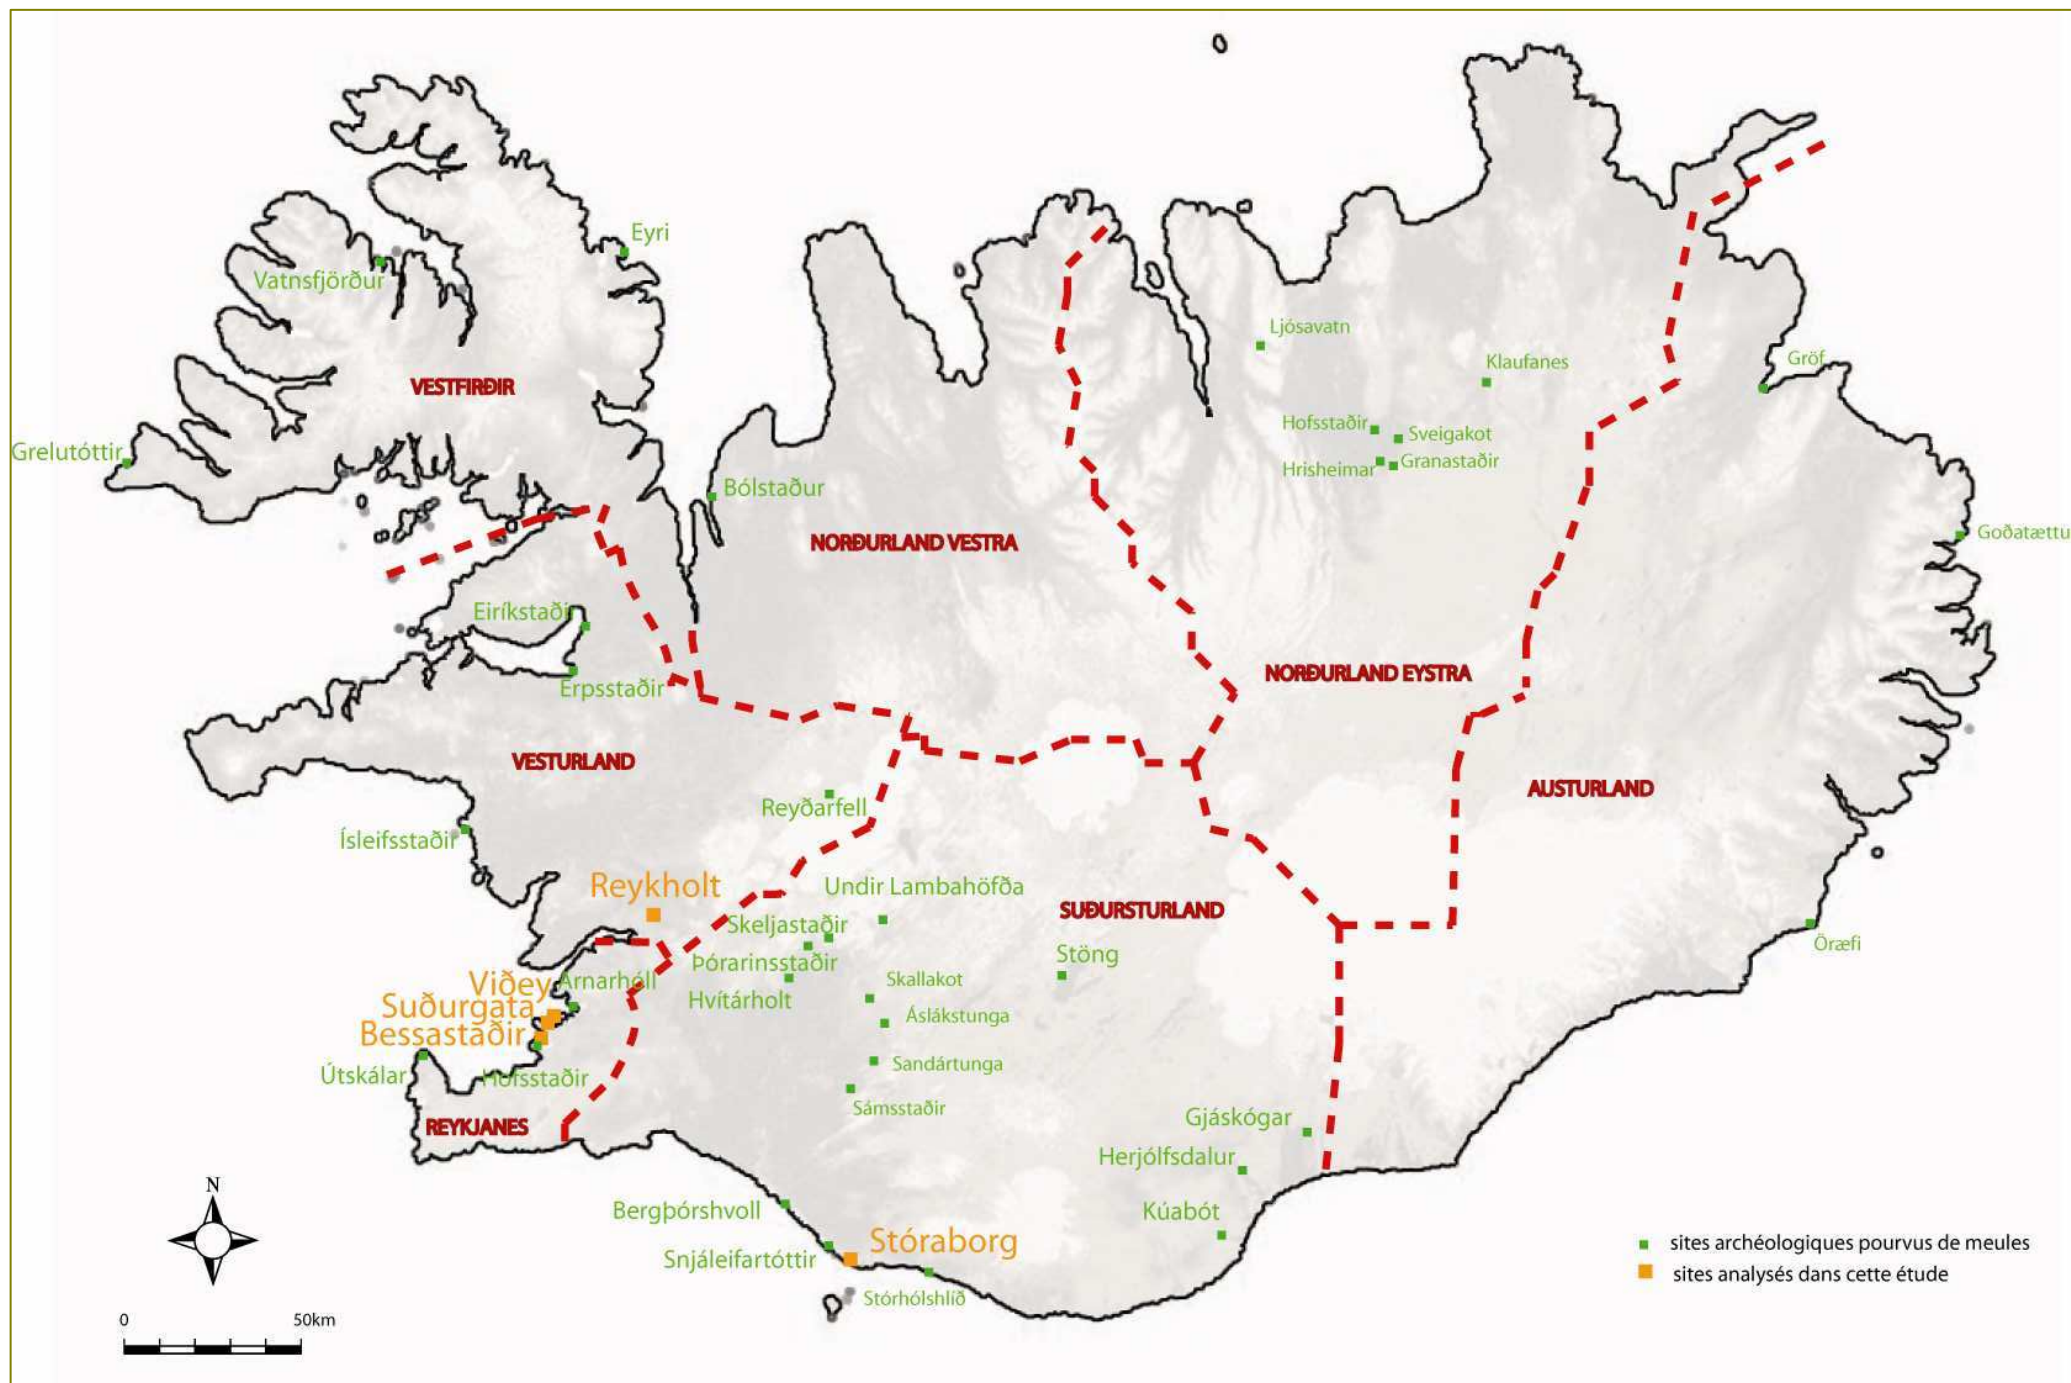 Eyri
Vatnsfjörður
Ljósavatn
Klaufanes
Gröf
VESTFIRÐIR
Grelutóttir
Hofsstaðir
Sveigakot
Hrisheimar
Granastaðir
Bólstaður
NORÐURLAND VESTRA
Goðatættur
Eiríkstaðir
Erpsstaðir
NORÐURLAND EYSTRA
VESTURLAND
AUSTURLAND
Reyðarfell
Ísleifsstaðir
Reykholt
Undir Lambahöfða
SUÐURSTURLAND
Skeljastaðir
Öræfi
Þórarinsstaðir
Stöng
Viðey
Arnarhóll
Skallakot
Hvítárholt
Suðurgata
Áslákstunga
Bessastaðir
Sandártunga
Útskálar
Hofsstaðir
Sámsstaðir
REYKJANES
Gjáskógar
Herjólfsdalur
Bergþórshvoll
Kúabót
Stóraborg
Snjáleifartóttir
Stórhólshlíð
N
0 50km
sites archéologiques pourvus de meules
sites analysés dans cette étude